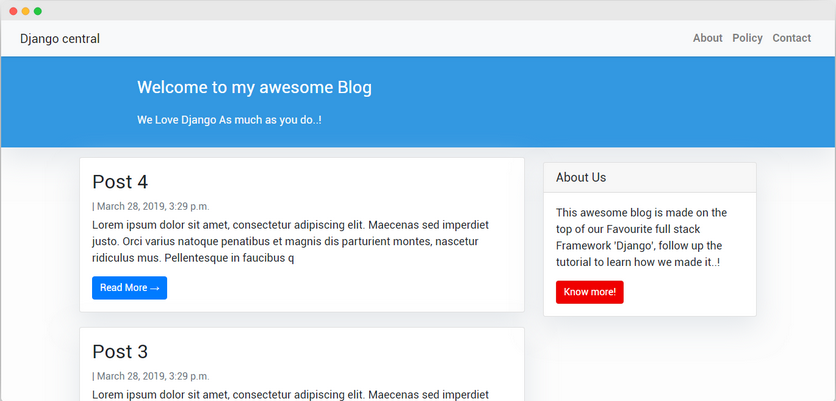 Django central
About Policy Contact
Welcome to my awesome Blog
We Love Django As much as you do..!
Post 4
| March 28, 2019, 3:29 p.m.
Lorem ipsum dolor sit amet, consectetur adipiscing elit. Maecenas sed imperdiet
justo. Orci varius natoque penatibus et magnis dis parturient montes, nascetur
ridiculus mus. Pellentesque in faucibus q
Read More →
Post 3
| March 28, 2019, 3:29 p.m.
Lorem ipsum dolor sit amet, consectetur adipiscing elit. Maecenas sed imperdiet
About Us
This awesome blog is made on the
top of our Favourite full stack
Framework 'Django', follow up the
tutorial to learn how we made it..!
Know more!